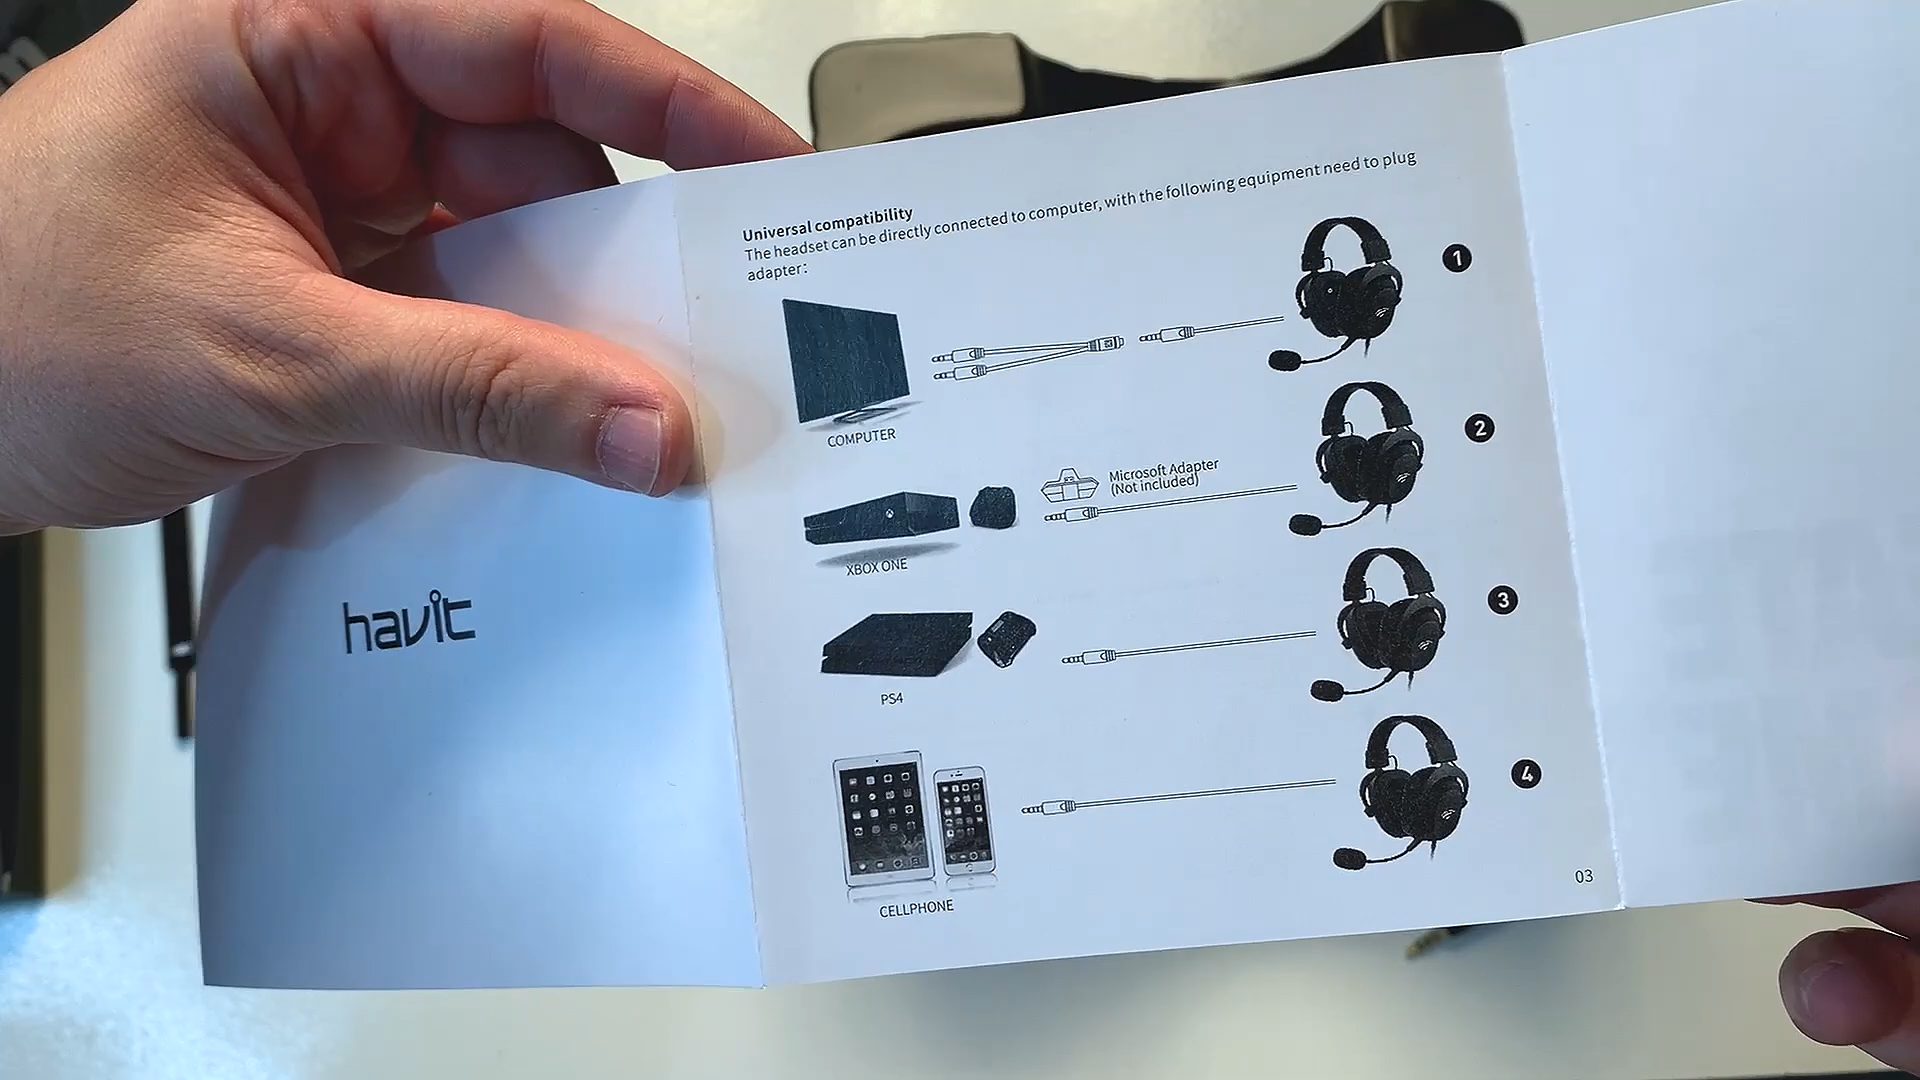 havit
Universal compatibility
The headset can be directly connected to computer, with the following equipment need to plug
adapter:
1
COMPUTER
2
Microsoft Adapter
(Not included)
XBOX ONE
3
PS4
4
CELLPHONE
03